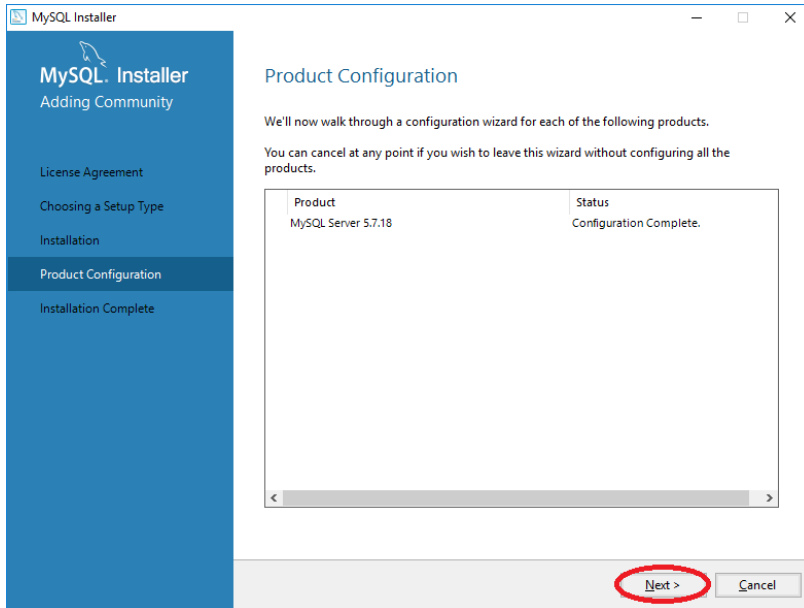 MySQL Installer
MySQL. Installer
Adding Community
License Agreement
Choosing a Setup Type
Installation
Product Configuration
Installation Complete
Product Configuration
We'll now walk through a configuration wizard for each of the following products.
You can cancel at any point if you wish to leave this wizard without configuring all the
products.
Product Status
MySQL Server 5.7.18 Configuration Complete.
Next >
Cancel